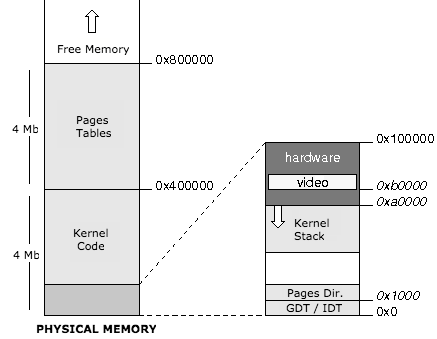 Free Memory
0x800000
4 Mb
Pages
Tables
0x100000
hardware
video
0xb0000
0x400000
0xa0000
Kernel
Stack
4 Mb
Kernel
Code
Pages Dir.
0x1000
GDT / IDT
0x0
PHYSICAL MEMORY